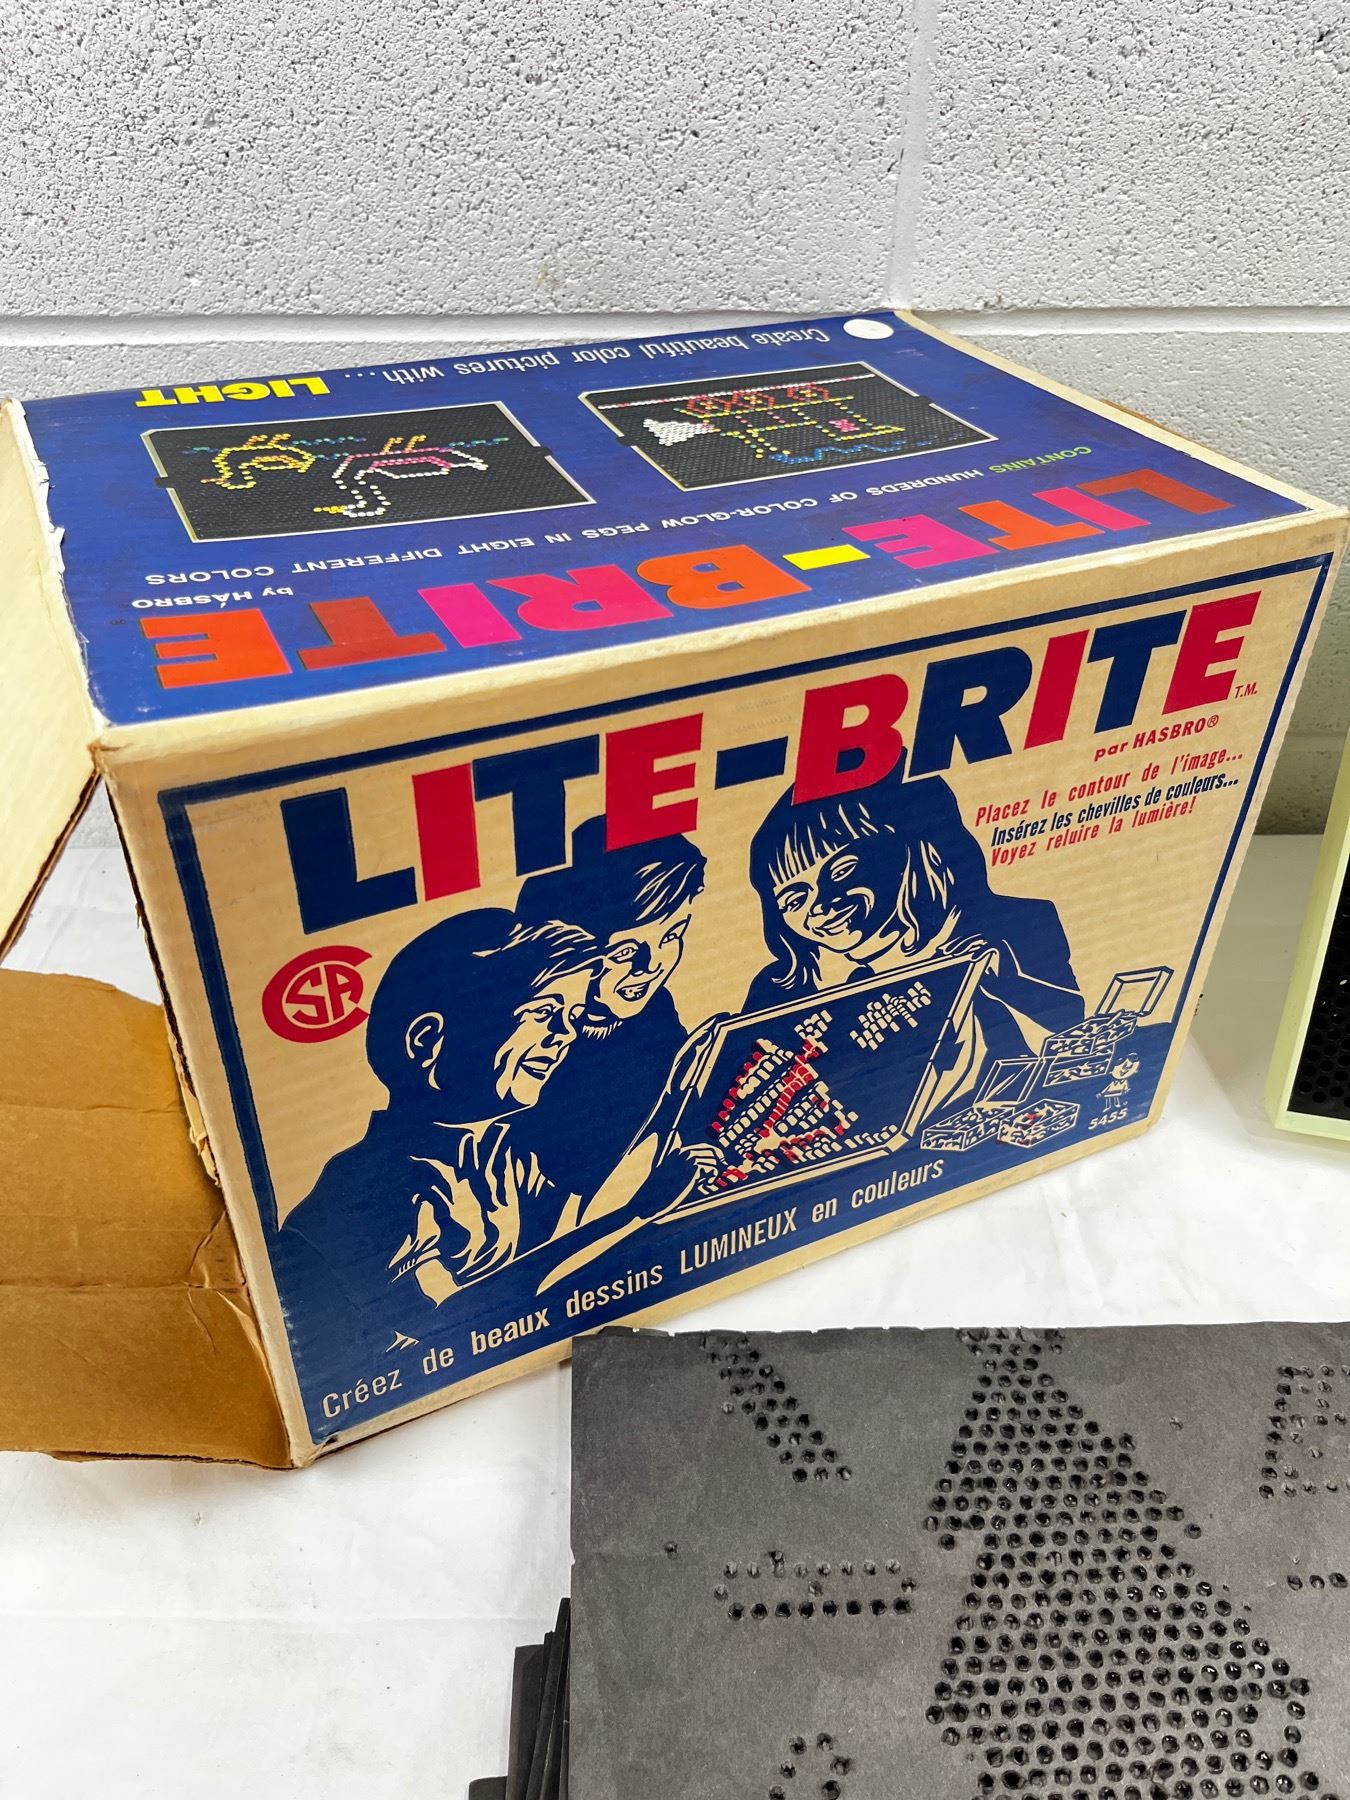 Create beautiful color pictures with...
LIGHT
CONTAINS HUNDREDS OF COLOR-GLOW PEGS IN EIGHT DIFFERENT COLORS
LITE-BRITE
by HASBRO®
LITE-BRITE T.M.
par HASBRO®
Placez le contour de l'image...
Insérez les chevilles de couleurs...
Voyez reluire la lumière!
CSA
5455
Créez de beaux dessins LUMINEUX en couleurs